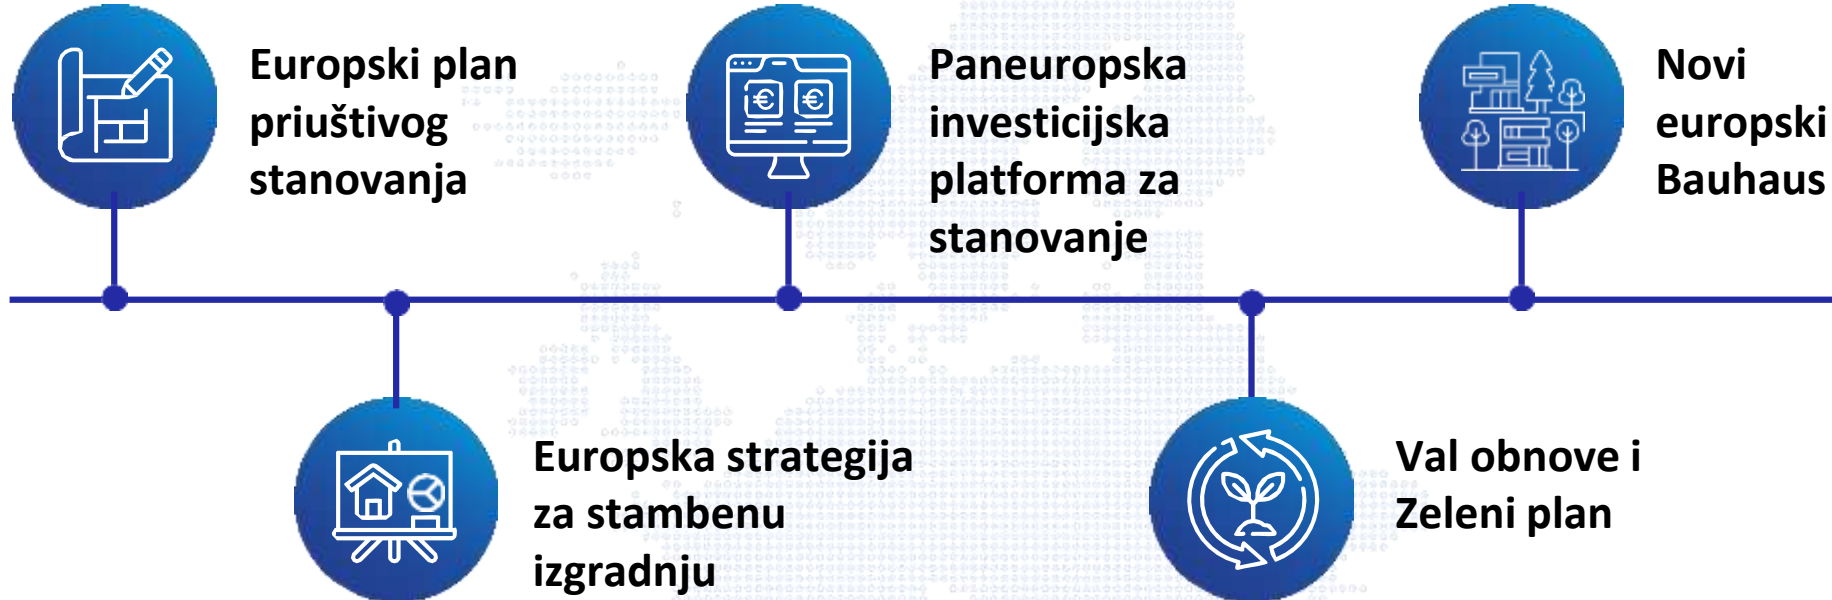 Europski plan
priuštivog
stanovanja
Europska strategija
za stambenu
izgradnju
Paneuropska
investicijska
platforma za
stanovanje
Val obnove i
Zeleni plan
Novi
europski
Bauhaus